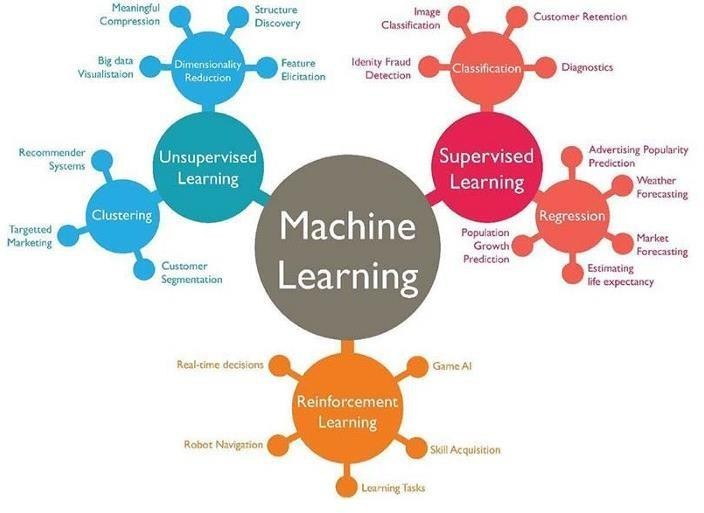 Meaningful
Compression
Structure
Discovery
Big data
Visualistaion
Dimensionality
Reduction
Feature
Elicitation
Unsupervised
Learning
Recommender
Systems
Clustering
Targetted
Marketing
Customer
Segmentation
Machine
Learning
Image
Classification
Customer Retention
Idenity Fraud
Detection
Classification
Diagnostics
Supervised
Learning
Advertising Popularity
Prediction
Weather
Forecasting
Regression
Population
Growth
Prediction
Market
Forecasting
Estimating
life expectancy
Real-time decisions
Game AI
Reinforcement
Learning
Robot Navigation
Skill Acquisition
Learning Tasks